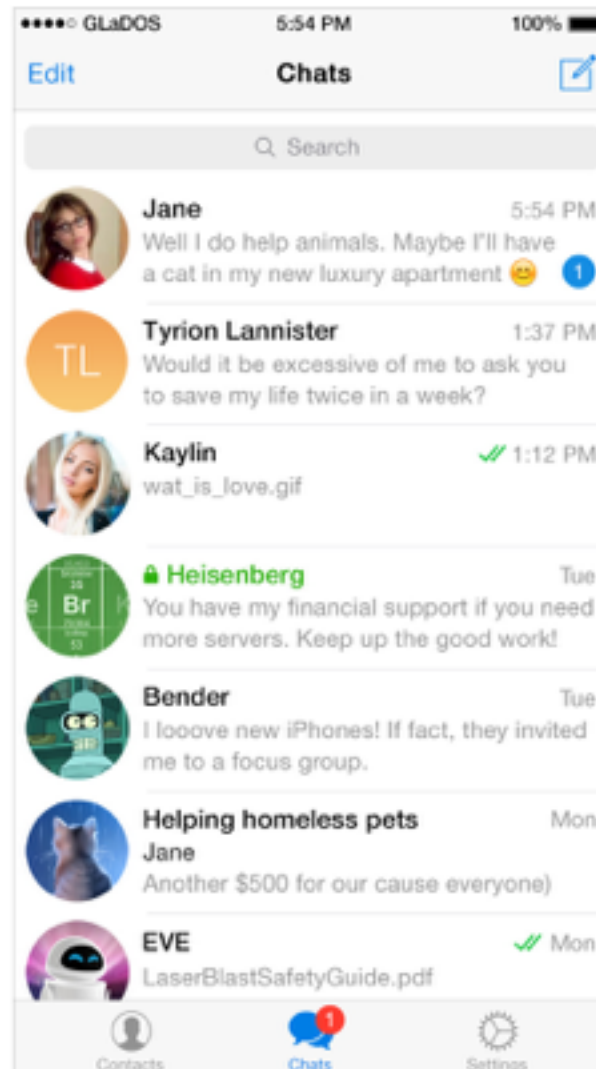 GLaDOS 5:54 PM 100%
Edit Chats
Search
Jane 5:54 PM
Well I do help animals. Maybe I'll have
a cat in my new luxury apartment 😊 1
TL
Tyrion Lannister 1:37 PM
Would it be excessive of me to ask you
to save my life twice in a week?
Kaylin 1:12 PM
wat_is_love.gif
Heisenberg Tue
Br
You have my financial support if you need
more servers. Keep up the good work!
Bender Tue
I looove new iPhones! If fact, they invited
me to a focus group.
Helping homeless pets Mon
Jane
Another $500 for our cause everyone)
EVE Mon
LaserBlastSafetyGuide.pdf
1
Contacts Chats Settings